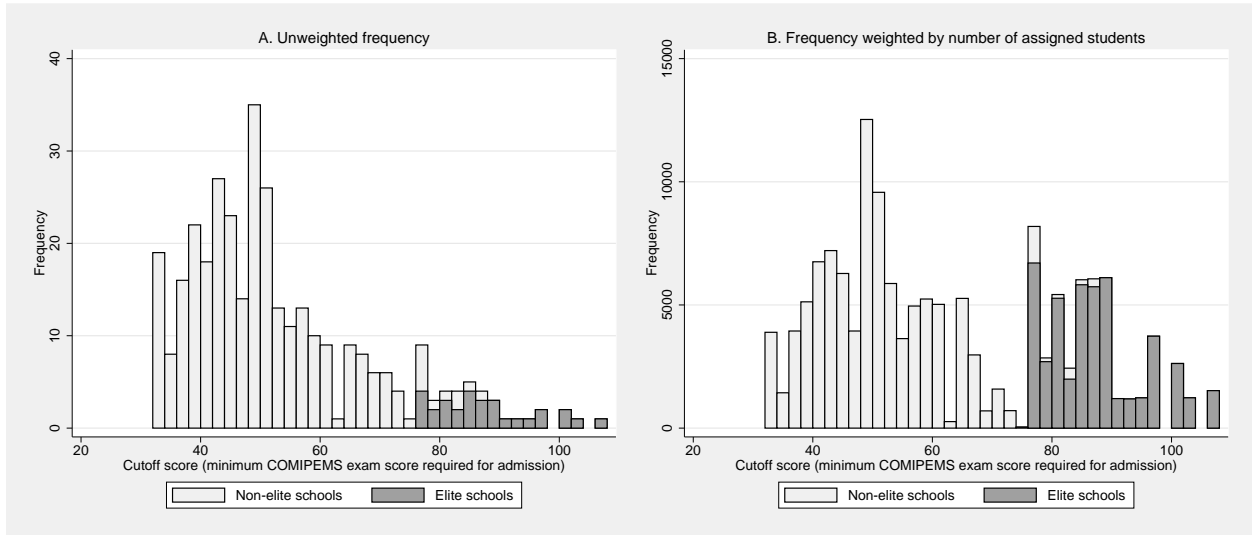 A. Unweighted frequency
40
30
20
10
0
Frequency
20 40 60 80 100
Cutoff score (minimum COMIPEMS exam score required for admission)
Non-elite schools Elite schools
B. Frequency weighted by number of assigned students
15000
10000
5000
0
Frequency
20 40 60 80 100
Cutoff score (minimum COMIPEMS exam score required for admission)
Non-elite schools Elite schools